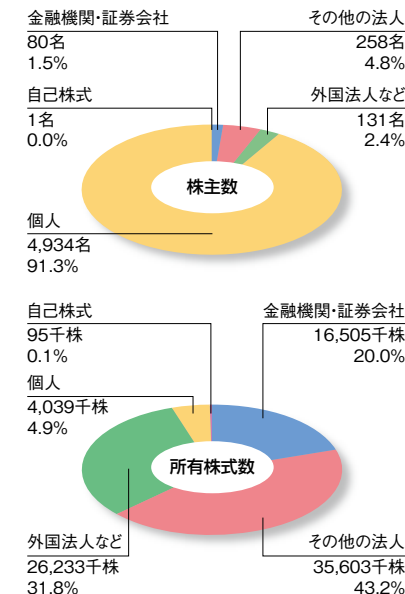 金融機関・証券会社
80名
1.5%
その他の法人
258名
4.8%
自己株式
1名
0.0%
外国法人など
131名
2.4%
株主数
個人
4,934名
91.3%
自己株式
95千株
0.1%
金融機関・証券会社
16,505千株
20.0%
個人
4,039千株
4.9%
所有株式数
外国法人など
26,233千株
31.8%
その他の法人
35,603千株
43.2%